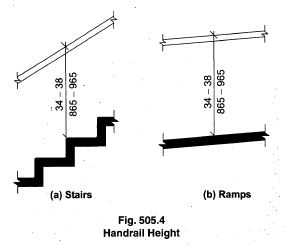 34 – 38
865 – 965
34 – 38
865 – 965
(a) Stairs
(b) Ramps
Fig. 505.4
Handrail Height